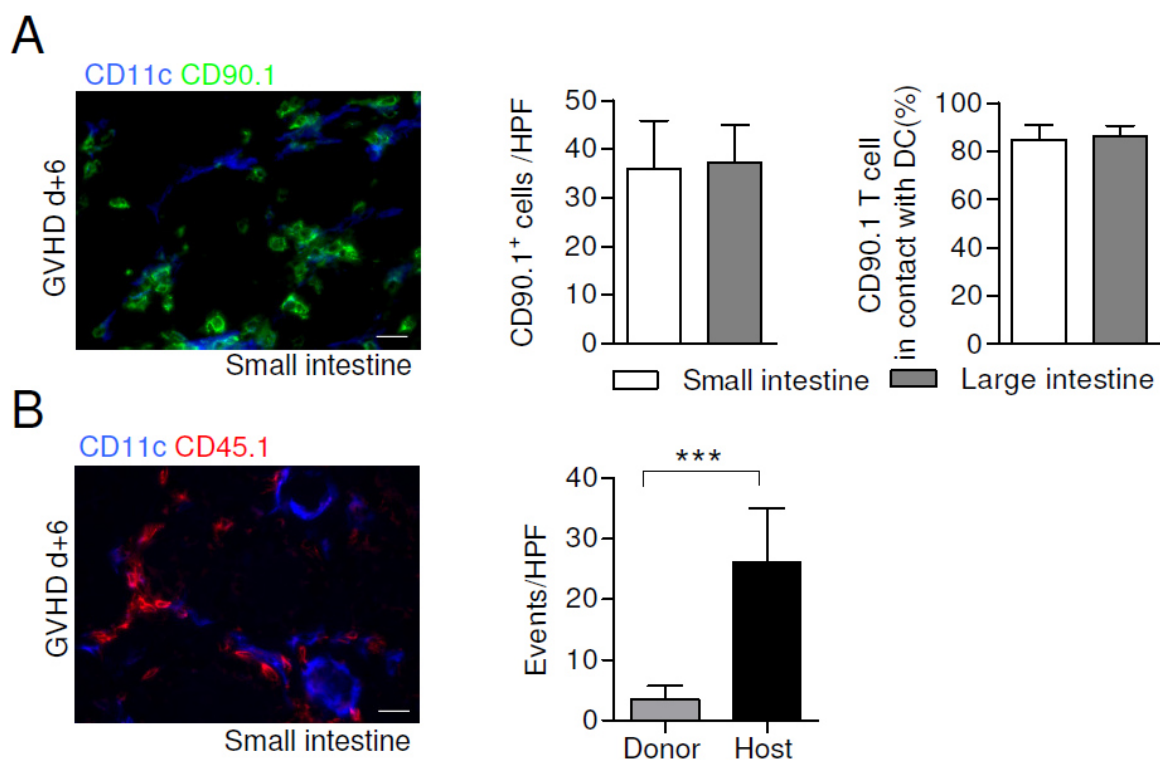 A
CD11c CD90.1
GVHD d+6
Small intestine
CD90.1+ cells /HPF
50
40
30
20
10
0
CD90.1 T cell
in contact with DC(%)
100
80
60
40
80
20
0
Small intestine
Large intestine
B
CD11c CD45.1
GVHD d+6
Small intestine
Events/HPF
40
30
20
10
0
***
Donor
Host